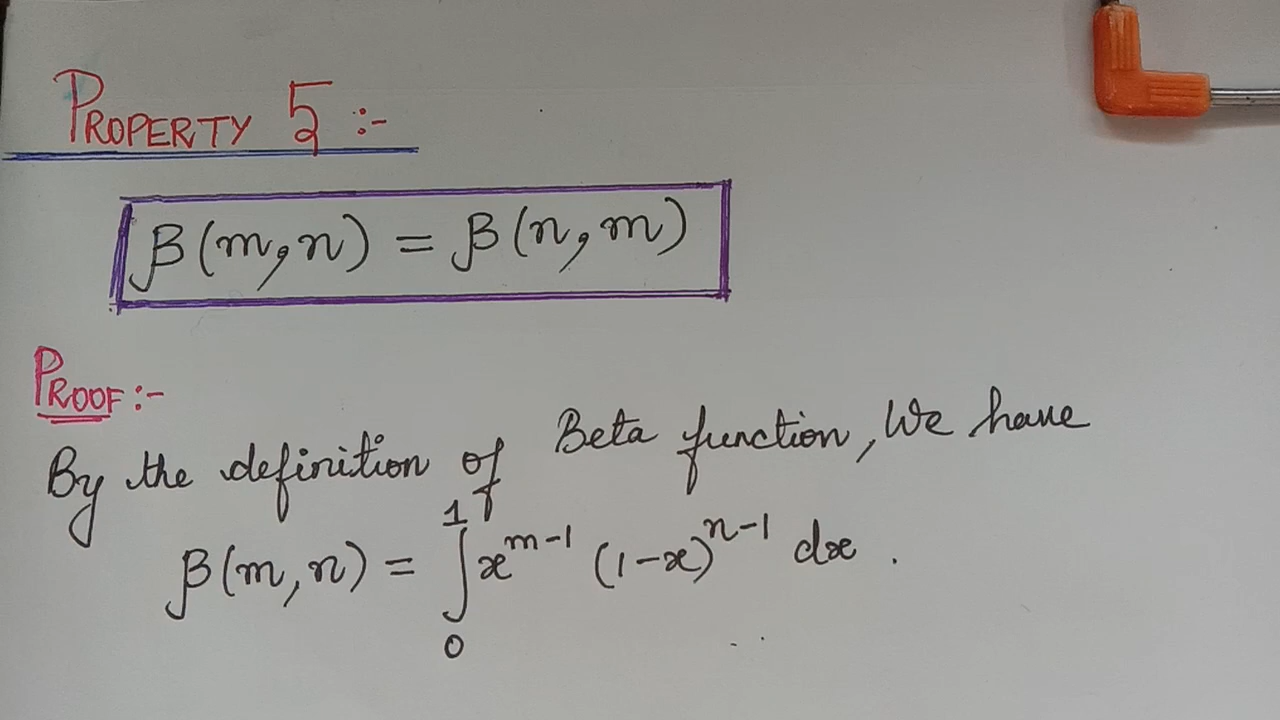 PROPERTY 5 :-
β(m,n) = β(n,m)
PROOF:-
By the definition of Beta function, We have
β(m,n) = ∫₀¹ x^{m-1} (1-x)^{n-1} dx .